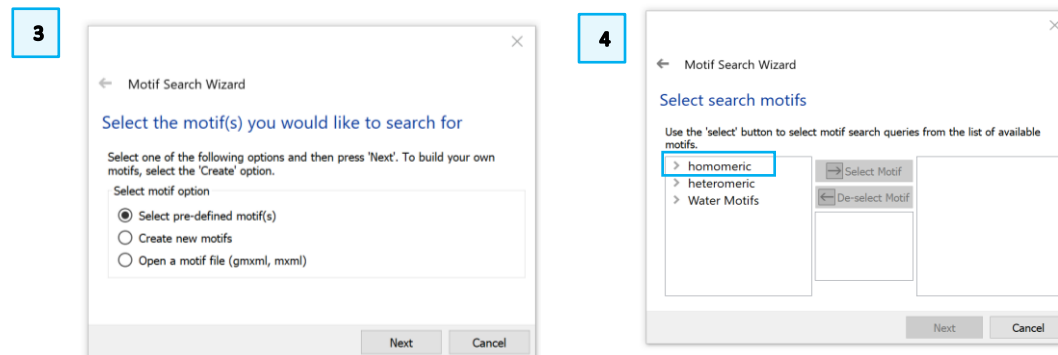 3
← Motif Search Wizard
Select the motif(s) you would like to search for
Select one of the following options and then press 'Next'. To build your own
motifs, select the 'Create' option.
Select motif option
Select pre-defined motif(s)
Create new motifs
Open a motif file (gmxml, mxml)
Next Cancel
4
← Motif Search Wizard
Select search motifs
Use the 'select' button to select motif search queries from the list of available
motifs.
> homomeric
> heteromeric
> Water Motifs
→ Select Motif
← De-select Motif
Next Cancel